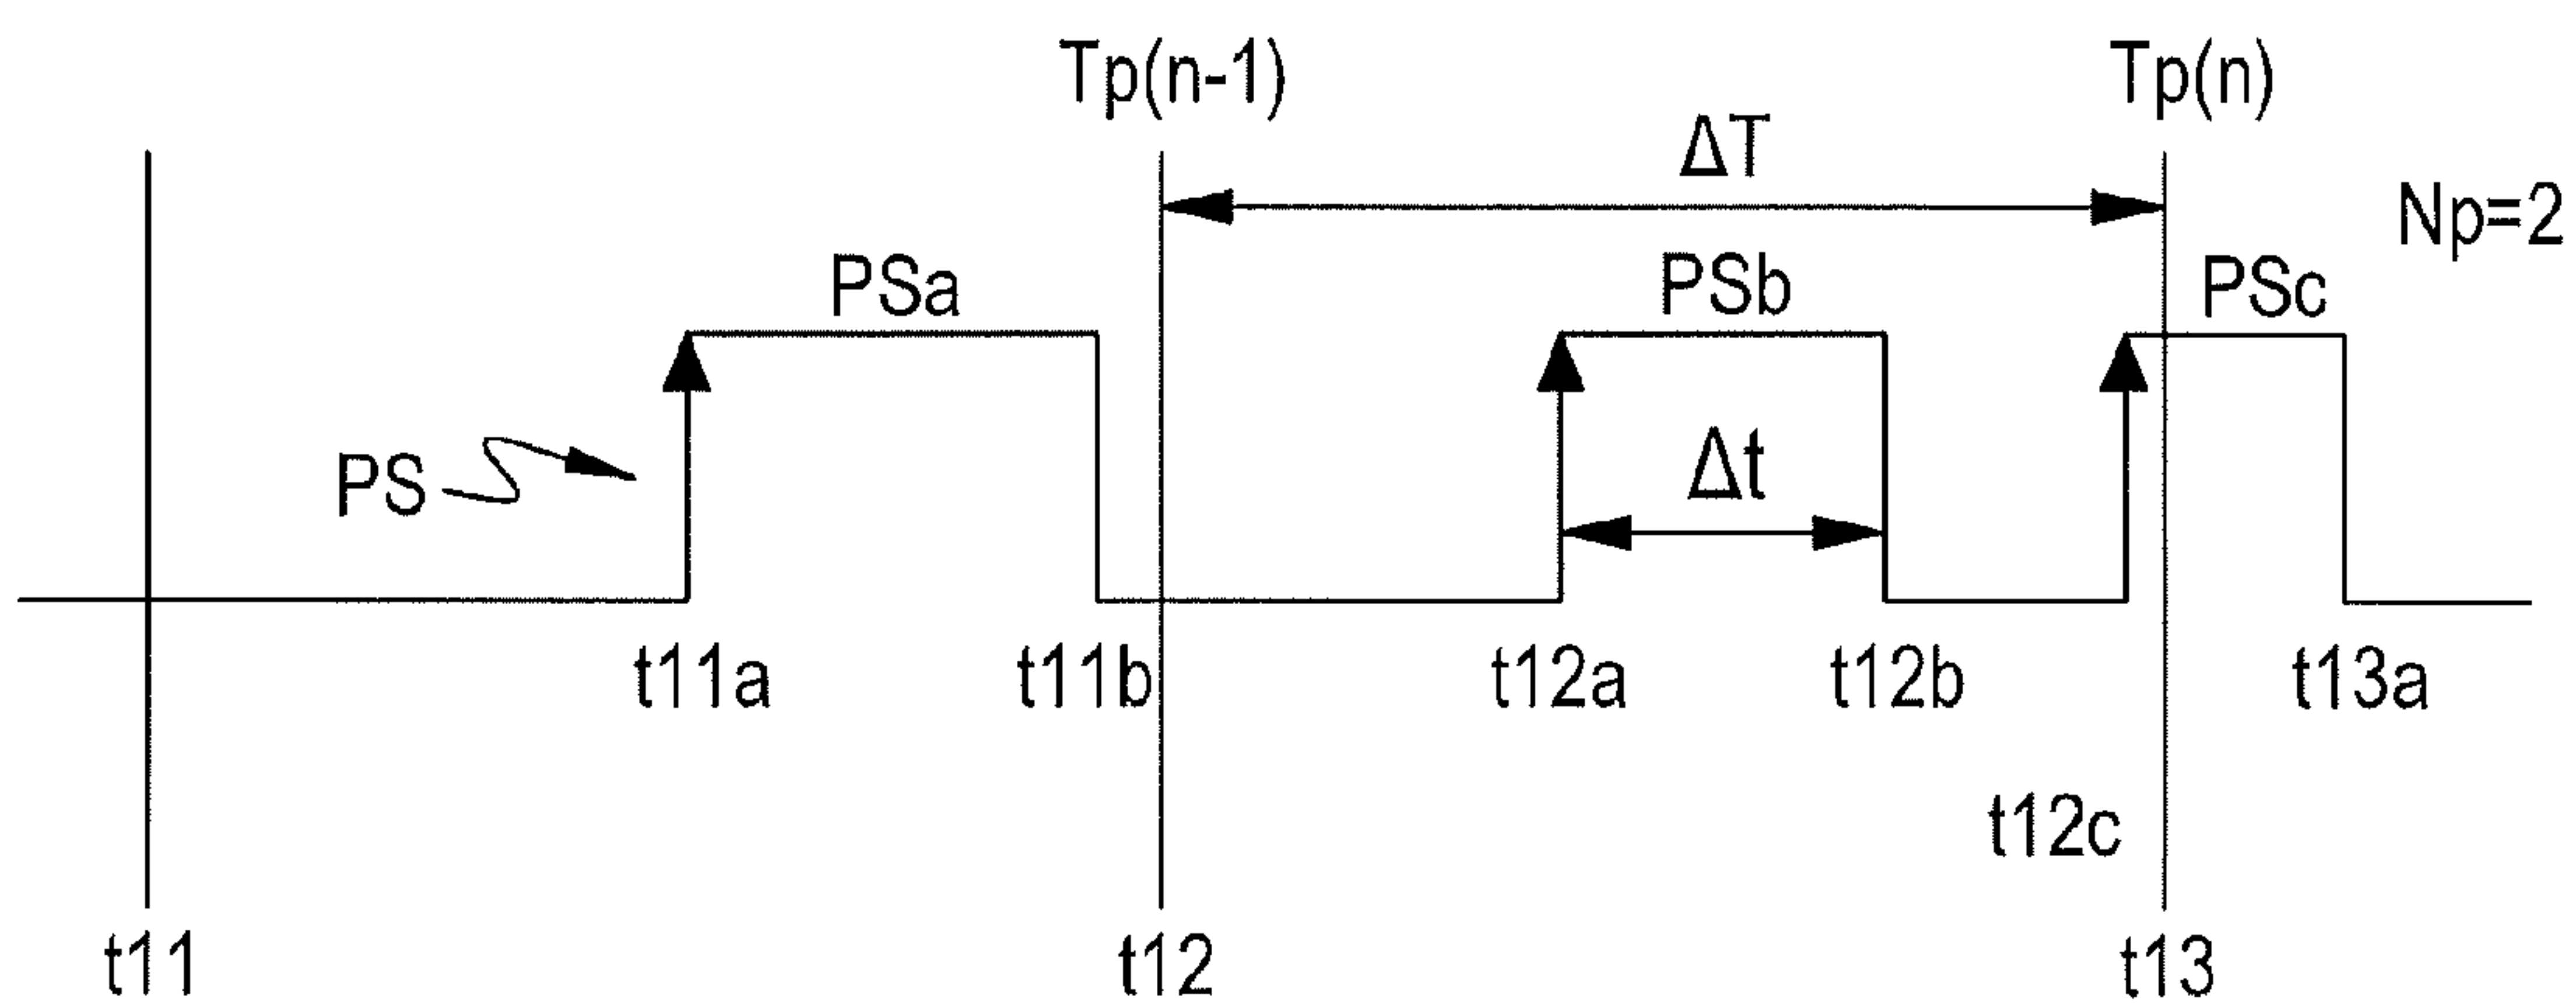 Tp(n-1)
Tp(n)
ΔT
Np=2
PSa
PSb
PSc
PS
Δt
t11a
t11b
t12a
t12b
t13a
t12c
t11
t12
t13